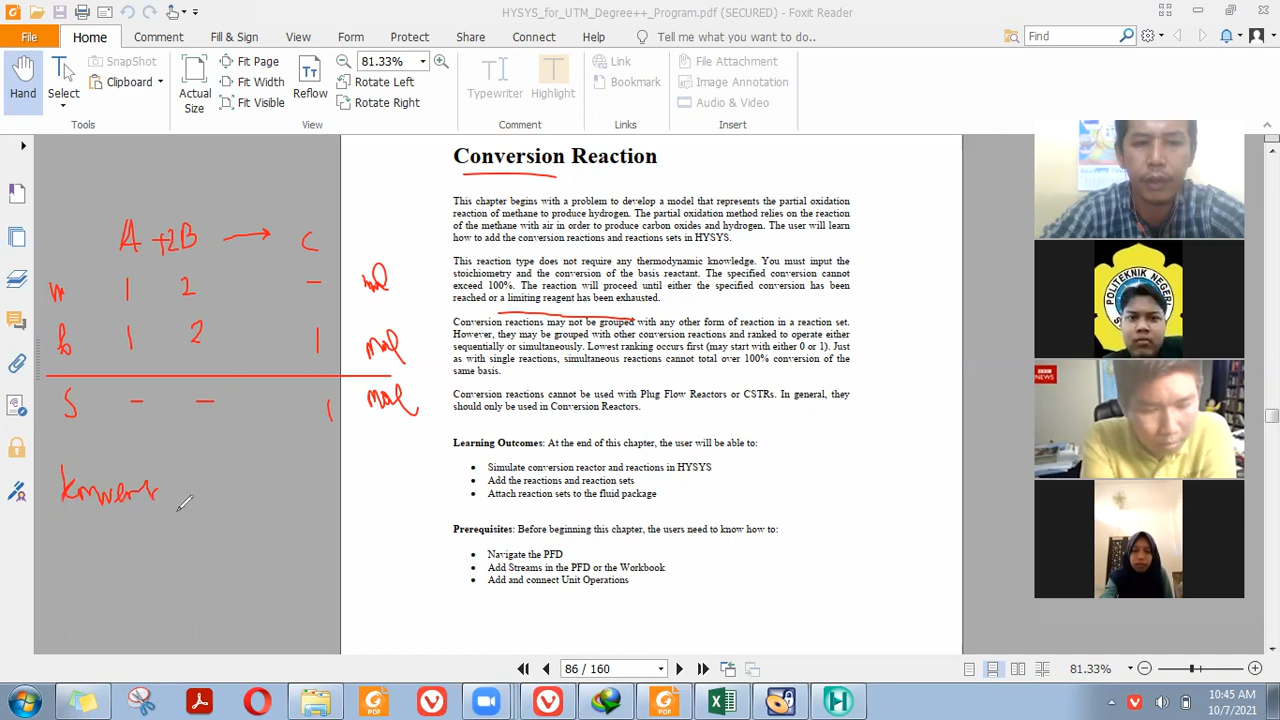 HYSYS_for_UTM_Degree++_Program.pdf (SECURED) - Foxit Reader
File Home Comment Fill & Sign View Form Protect Share Connect Help Tell me what you want to do.. Find
SnapShot
Clipboard
Hand Select
Actual Size
Fit Page
Fit Width
Fit Visible
Reflow
81.33%
Rotate Left
Rotate Right
Typewriter Highlight
Link
Bookmark
File Attachment
Image Annotation
Audio & Video
Tools View Comment Links Insert
Conversion Reaction
This chapter begins with a problem to develop a model that represents the partial oxidation
reaction of methane to produce hydrogen. The partial oxidation method relies on the reaction
of the methane with air in order to produce carbon oxides and hydrogen. The user will learn
how to add the conversion reactions and reactions sets in HYSYS.
This reaction type does not require any thermodynamic knowledge. You must input the
stoichiometry and the conversion of the basis reactant. The specified conversion cannot
exceed 100%. The reaction will proceed until either the specified conversion has been
reached or a limiting reagent has been exhausted.
Conversion reactions may not be grouped with any other form of reaction in a reaction set.
However, they may be grouped with other conversion reactions and ranked to operate either
sequentially or simultaneously. Lowest ranking occurs first (may start with either 0 or 1). Just
as with single reactions, simultaneous reactions cannot total over 100% conversion of the
same basis.
Conversion reactions cannot be used with Plug Flow Reactors or CSTRs. In general, they
should only be used in Conversion Reactors.
Learning Outcomes: At the end of this chapter, the user will be able to:
• Simulate conversion reactor and reactions in HYSYS
• Add the reactions and reaction sets
• Attach reaction sets to the fluid package
Prerequisites: Before beginning this chapter, the users need to know how to:
• Navigate the PFD
• Add Streams in the PFD or the Workbook
• Add and connect Unit Operations
A +2B → C
m 1 2 - mol
b 1 2 1 mol
S - - 1 mol
POLITEKNIK NEGERI
BBC NEWS
86 / 160
81.33%
10:45 AM
10/7/2021